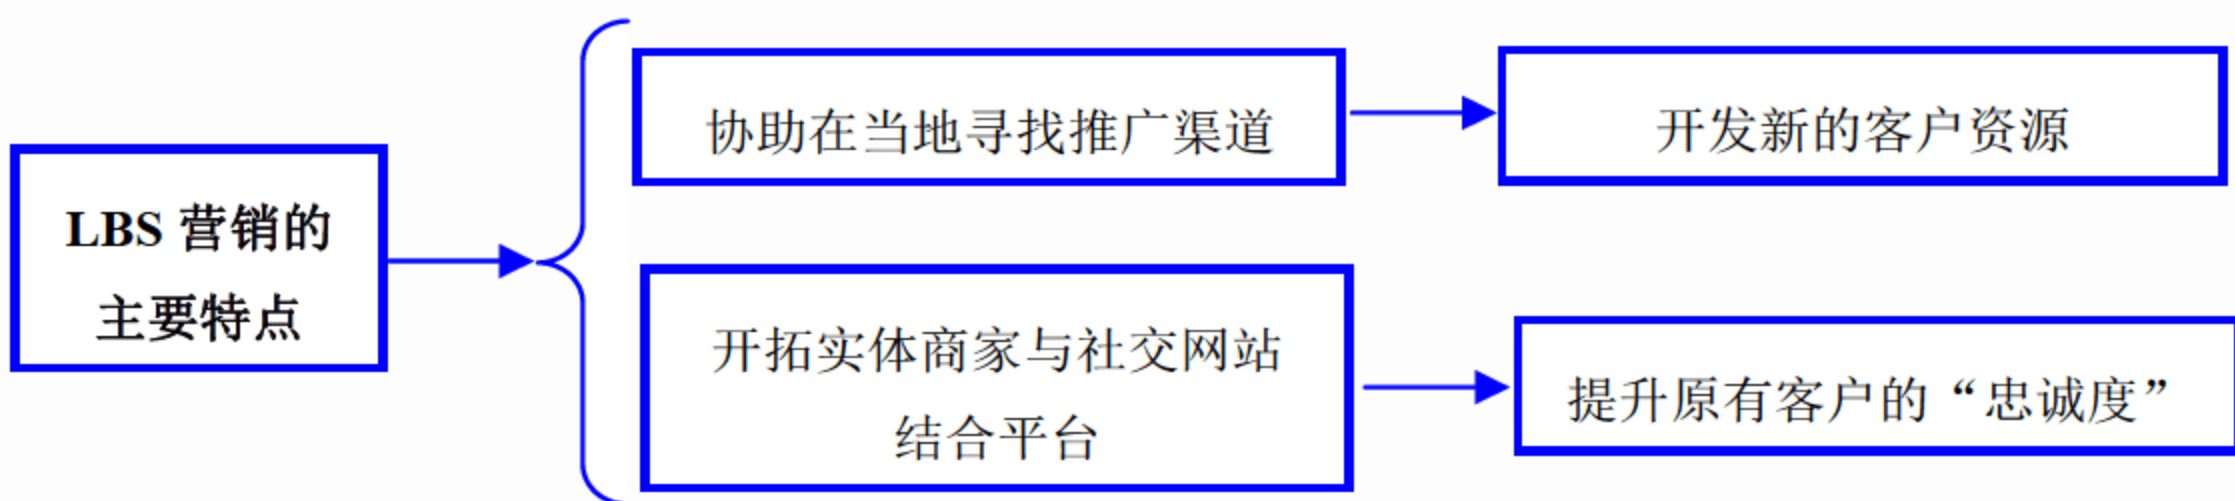 LBS 营销的
主要特点
协助在当地寻找推广渠道
开发新的客户资源
开拓实体商家与社交网站
结合平台
提升原有客户的“忠诚度”